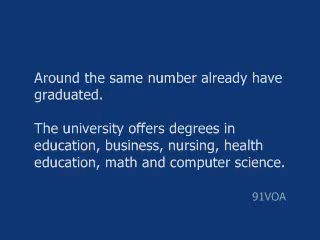 Around the same number already have
graduated.
The university offers degrees in
education, business, nursing, health
education, math and computer science.
91VOA